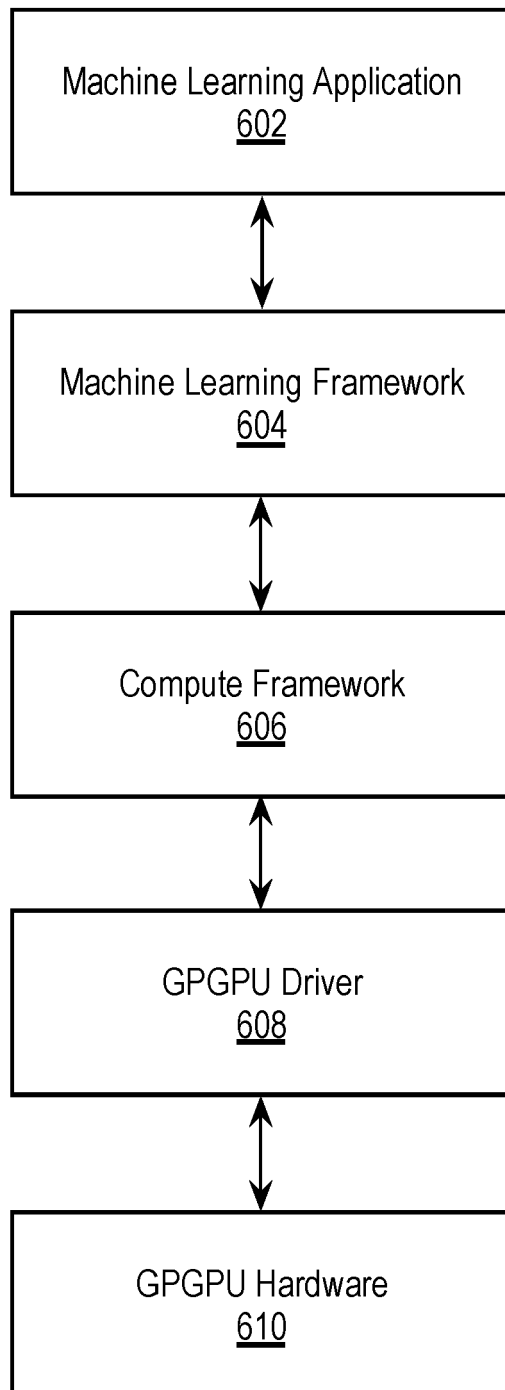 Machine Learning Application
602
Machine Learning Framework
604
Compute Framework
606
GPGPU Driver
608
GPGPU Hardware
610